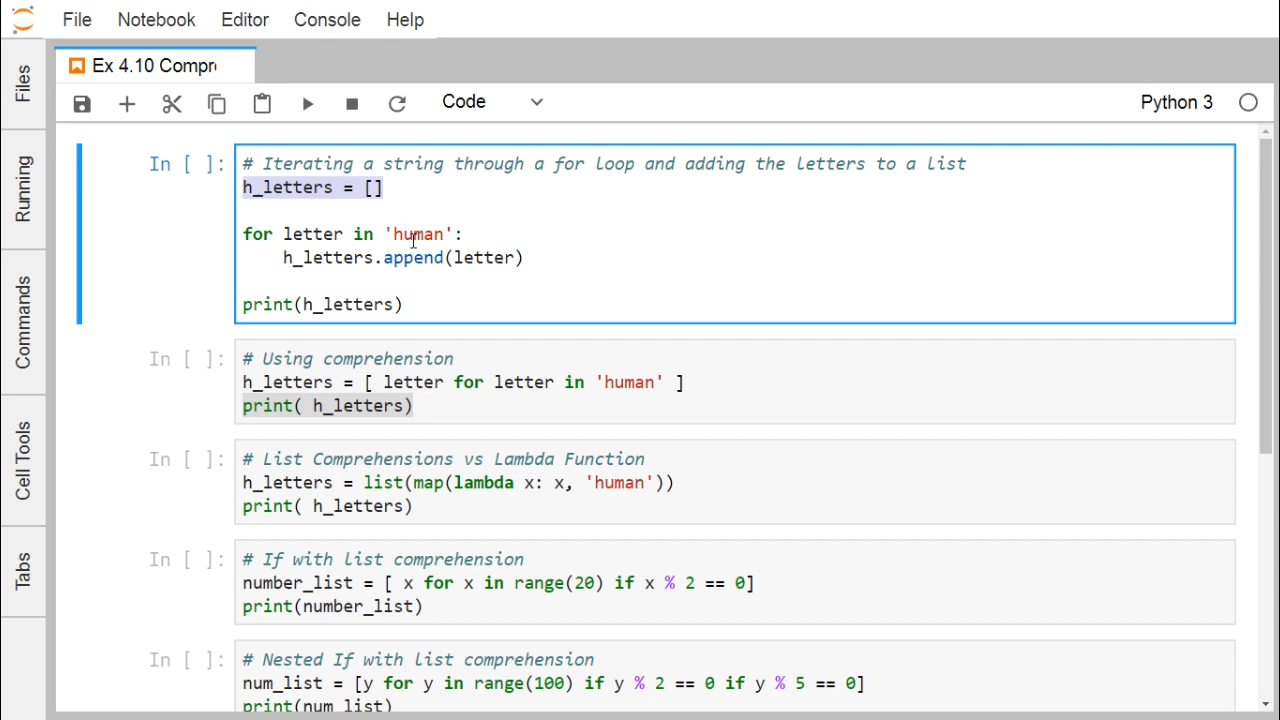 File Notebook Editor Console Help
Ex 4.10 Compr
Code Python 3
Files
Running
Commands
Cell Tools
Tabs
In [ ]: # Iterating a string through a for loop and adding the letters to a list
h_letters = []
for letter in 'human':
h_letters.append(letter)
print(h_letters)
In [ ]: # Using comprehension
h_letters = [ letter for letter in 'human' ]
print( h_letters)
In [ ]: # List Comprehensions vs Lambda Function
h_letters = list(map(lambda x: x, 'human'))
print( h_letters)
In [ ]: # If with list comprehension
number_list = [ x for x in range(20) if x % 2 == 0]
print(number_list)
In [ ]: # Nested If with list comprehension
num_list = [y for y in range(100) if y % 2 == 0 if y % 5 == 0]
print(num_list)